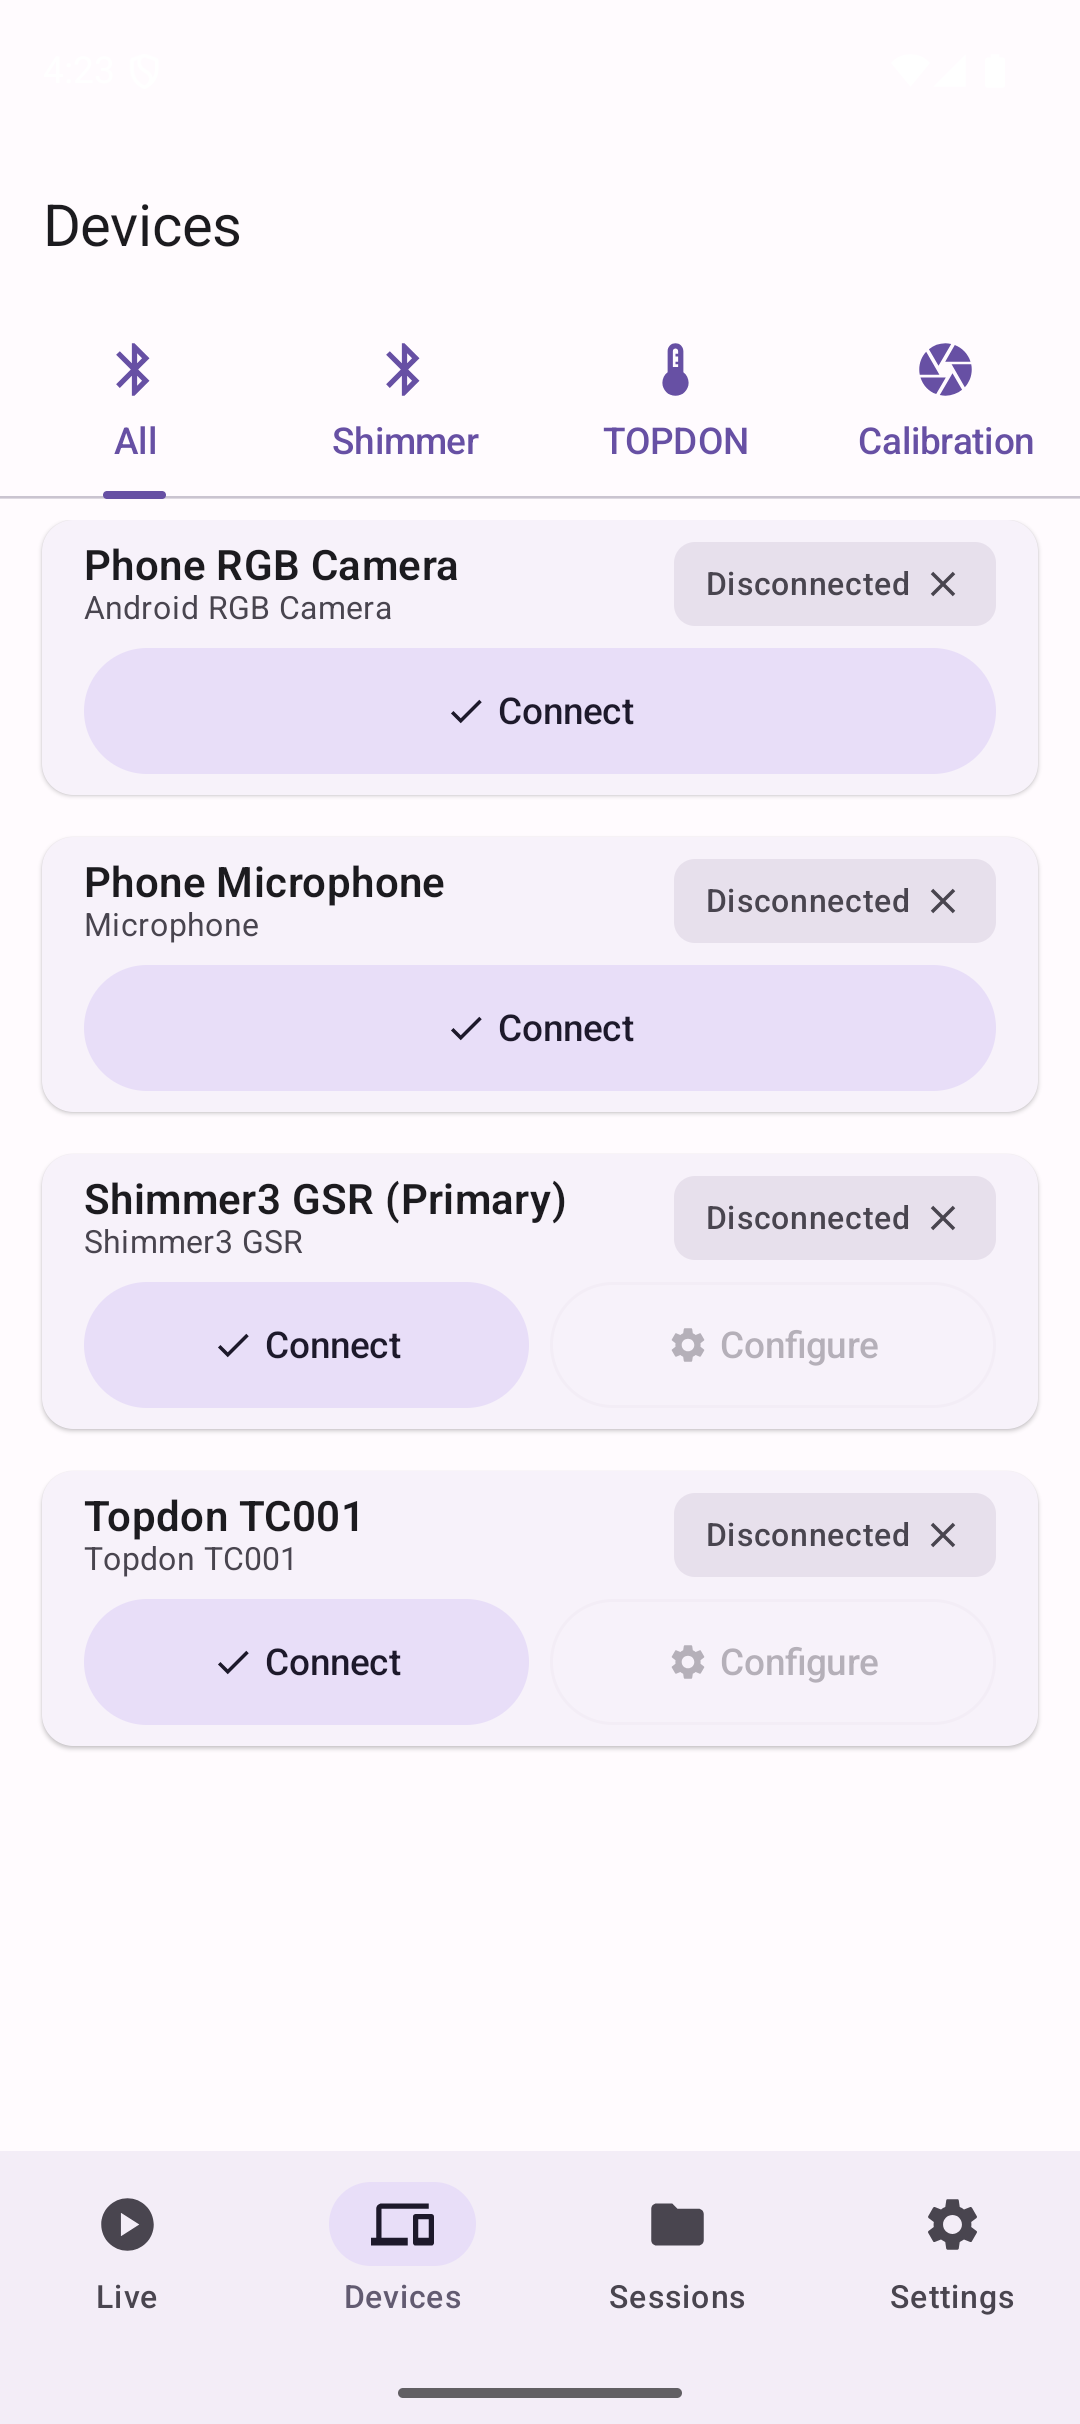 Devices
All
Shimmer
TOPDON
Calibration
Phone RGB Camera
Android RGB Camera
Disconnected
Connect
Phone Microphone
Microphone
Disconnected
Connect
Shimmer3 GSR (Primary)
Shimmer3 GSR
Disconnected
Connect
Configure
Topdon TC001
Topdon TC001
Disconnected
Connect
Configure
Live
Devices
Sessions
Settings